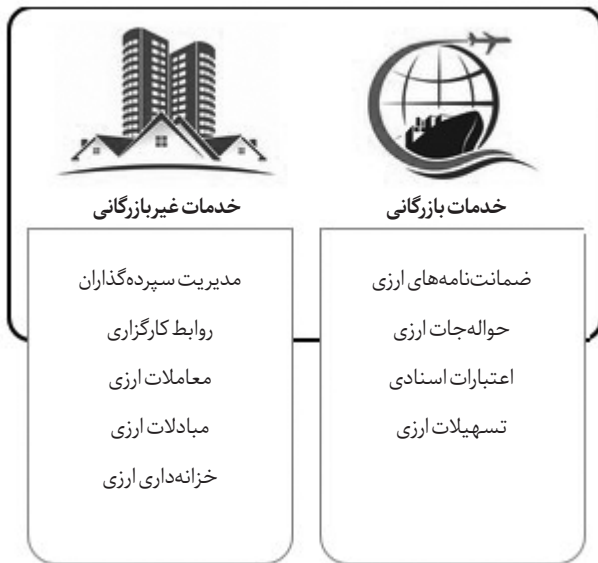 خدمات بازرگانی
ضمانت‌نامه‌های ارزی
حواله‌جات ارزی
اعتبارات اسنادی
تسهیلات ارزی
خدمات غیربازرگانی
مدیریت سپرده‌گذاران
روابط کارگزاری
معاملات ارزی
مبادلات ارزی
خزانه‌داری ارزی